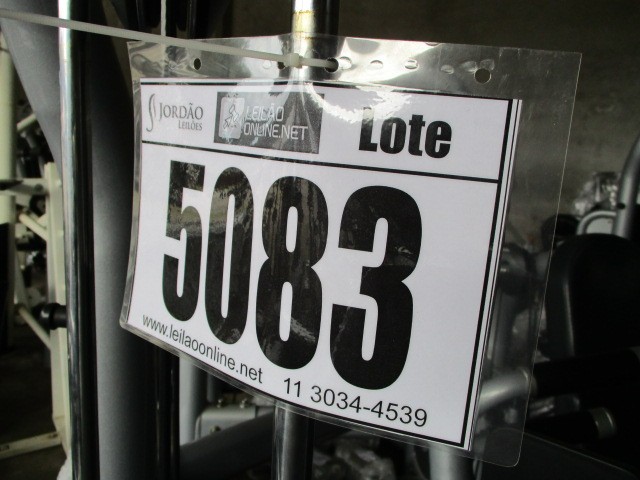 JORDÃO
LEILÕES
LEILÃO
ONLINE.NET
Lote
5083
www.leilaoonline.net
11 3034-4539